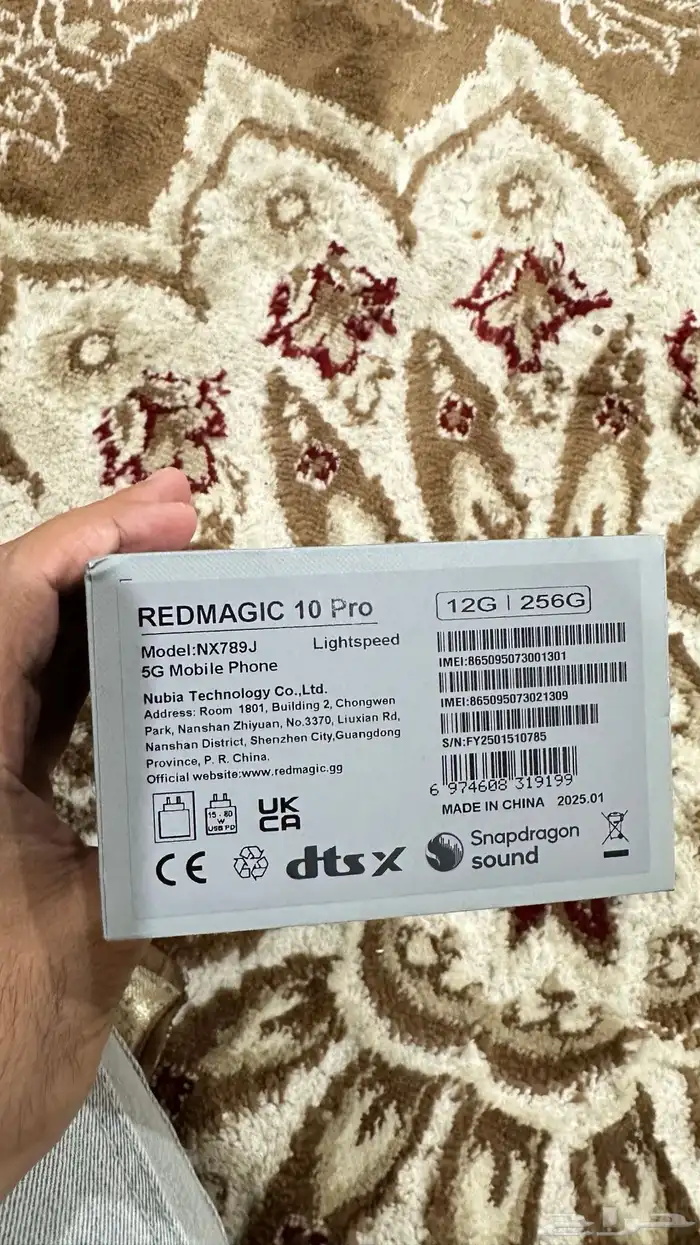 REDMAGIC 10 Pro
12G | 256G
Model:NX789J
Lightspeed
5G Mobile Phone
Nubia Technology Co.,Ltd.
Address: Room 1801, Building 2, Chongwen
Park, Nanshan Zhiyuan, No.3370, Liuxian Rd,
Nanshan District, Shenzhen City,Guangdong
Province, P. R. China.
Official website:www.redmagic.gg
IMEI:865095073001301
IMEI:865095073021309
S/N:FY2501510785
6 974608 319199
MADE IN CHINA 2025.01
15 - 80
W
USB PD
UK
CA
CE
dts X
Snapdragon
sound
حراج